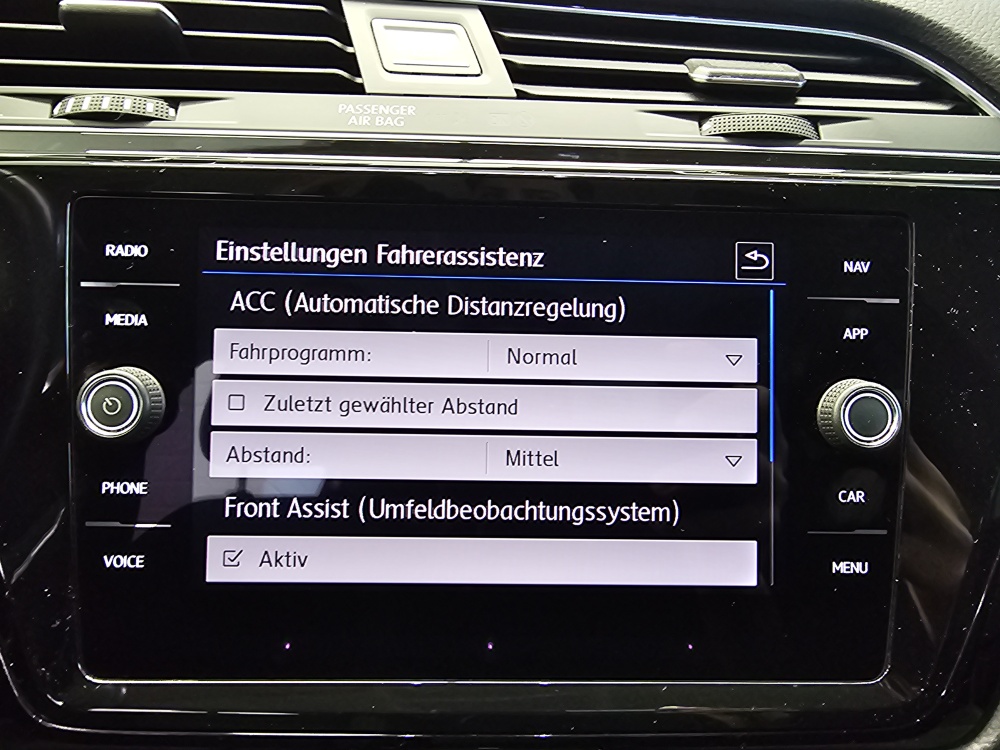 PASSENGER
AIR BAG
RADIO
MEDIA
PHONE
VOICE
Einstellungen Fahrerassistenz
ACC (Automatische Distanzregelung)
Fahrprogramm: Normal
Zuletzt gewählter Abstand
Abstand: Mittel
Front Assist (Umfeldbeobachtungssystem)
Aktiv
NAV
APP
CAR
MENU